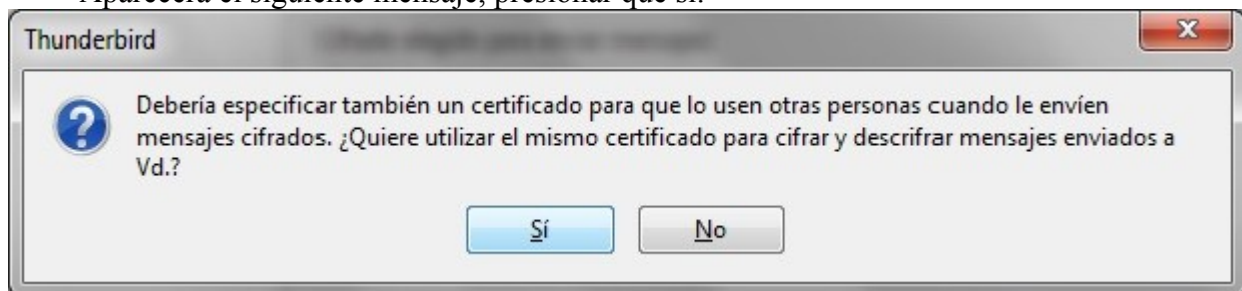 Aparecerá el siguiente mensaje, presionar que sí.
Thunderbird
Debería especificar también un certificado para que lo usen otras personas cuando le envíen
mensajes cifrados. ¿Quiere utilizar el mismo certificado para cifrar y descrifrar mensajes enviados a
Vd.?
Sí
No